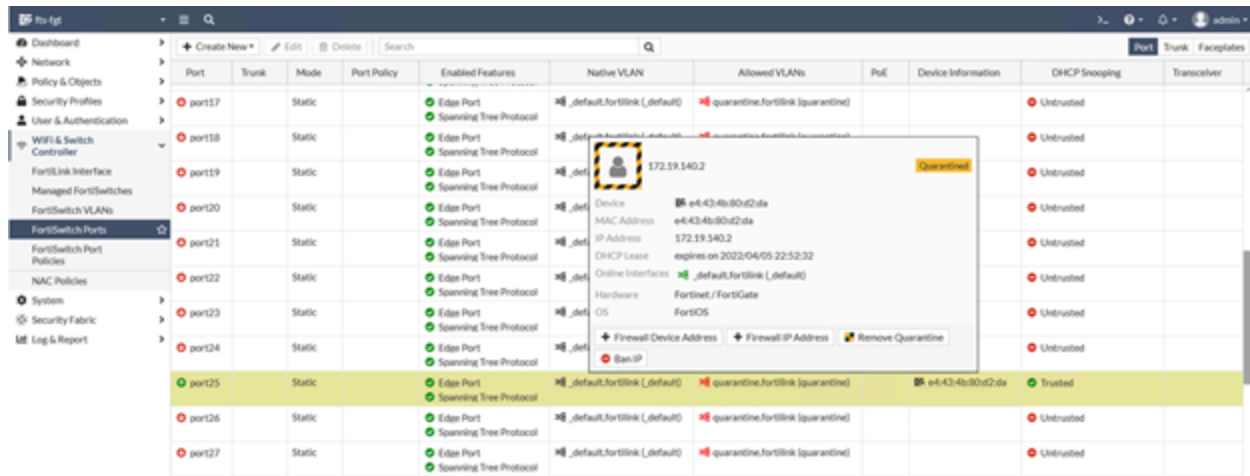 fts-fgt
admin
Dashboard
Network
Policy & Objects
Security Profiles
User & Authentication
WiFi & Switch
Controller
FortiLink Interface
Managed FortiSwitches
FortiSwitch VLANs
FortiSwitch Ports
FortiSwitch Port
Policies
NAC Policies
System
Security Fabric
Log & Report
+ Create New Edit Delete Search Port Trunk Faceplates
Port Trunk Mode Port Policy Enabled Features Native VLAN Allowed VLANs PoE Device Information DHCP Snooping Transceiver
port17 Static Edge Port _default.fortilink (_default) quarantine.fortilink (quarantine) Untrusted
Spanning Tree Protocol
port18 Static Edge Port Untrusted
Spanning Tree Protocol
port19 Static Edge Port Untrusted
Spanning Tree Protocol
port20 Static Edge Port Untrusted
Spanning Tree Protocol
port21 Static Edge Port Untrusted
Spanning Tree Protocol
port22 Static Edge Port Untrusted
Spanning Tree Protocol
port23 Static Edge Port Untrusted
Spanning Tree Protocol
port24 Static Edge Port Untrusted
Spanning Tree Protocol
172.19.140.2 Quarantined
Device e4:43:4b:80:d2:da
MAC Address e4:43:4b:80:d2:da
IP Address 172.19.140.2
DHCP Lease expires on 2022/04/05 22:52:32
Online Interfaces _default.fortilink (_default)
Hardware Fortinet / FortiGate
OS FortiOS
+ Firewall Device Address + Firewall IP Address Remove Quarantine
Ban IP
port25 Static Edge Port _default.fortilink (_default) quarantine.fortilink (quarantine) e4:43:4b:80:d2:da Trusted
Spanning Tree Protocol
port26 Static Edge Port _default.fortilink (_default) quarantine.fortilink (quarantine) Untrusted
Spanning Tree Protocol
port27 Static Edge Port _default.fortilink (_default) quarantine.fortilink (quarantine) Untrusted
Spanning Tree Protocol